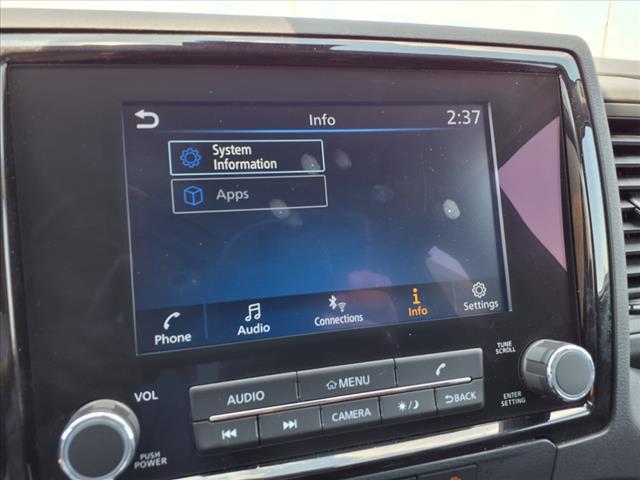 Info
2:37
System
Information
Apps
Phone
Audio
Connections
Info
Settings
VOL
AUDIO
MENU
TUNE
SCROLL
CAMERA
BACK
PUSH
POWER
ENTER
SETTING